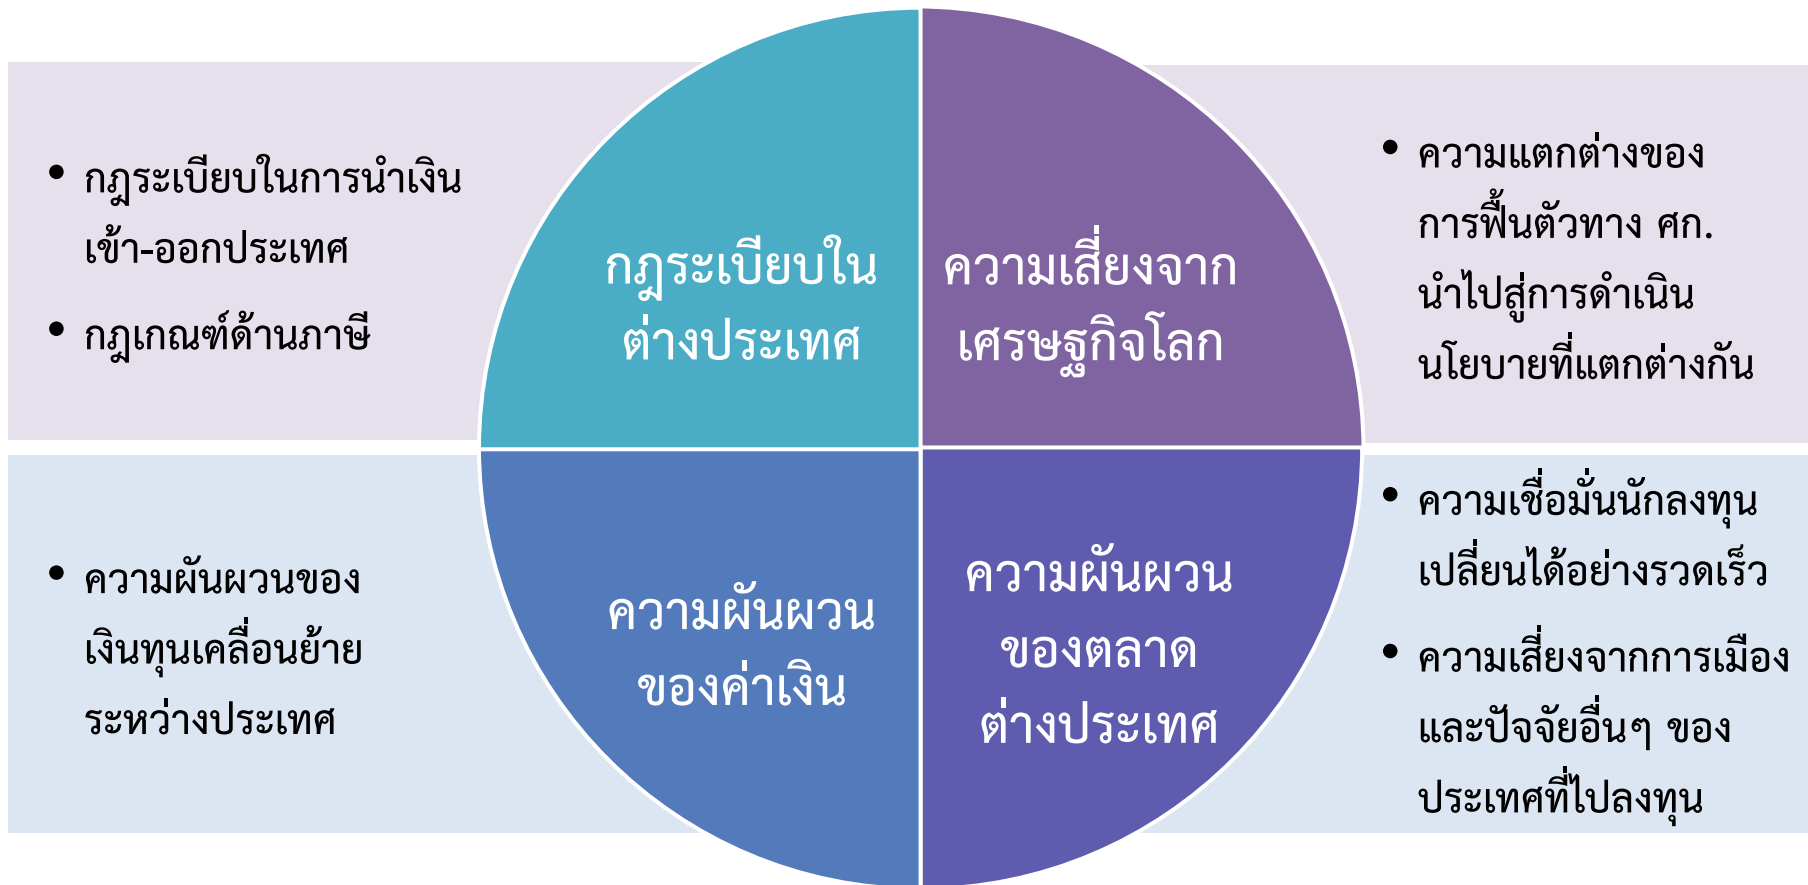 • กฎระเบียบในการนำเงิน
เข้า-ออกประเทศ
• กฎเกณฑ์ด้านภาษี
กฎระเบียบใน
ต่างประเทศ
ความเสี่ยงจาก
เศรษฐกิจโลก
• ความแตกต่างของ
การฟื้นตัวทาง ศก.
นำไปสู่การดำเนิน
นโยบายที่แตกต่างกัน
• ความผันผวนของ
เงินทุนเคลื่อนย้าย
ระหว่างประเทศ
ความผันผวน
ของค่าเงิน
ความผันผวน
ของตลาด
ต่างประเทศ
• ความเชื่อมั่นนักลงทุน
เปลี่ยนได้อย่างรวดเร็ว
• ความเสี่ยงจากการเมือง
และปัจจัยอื่นๆ ของ
ประเทศที่ไปลงทุน